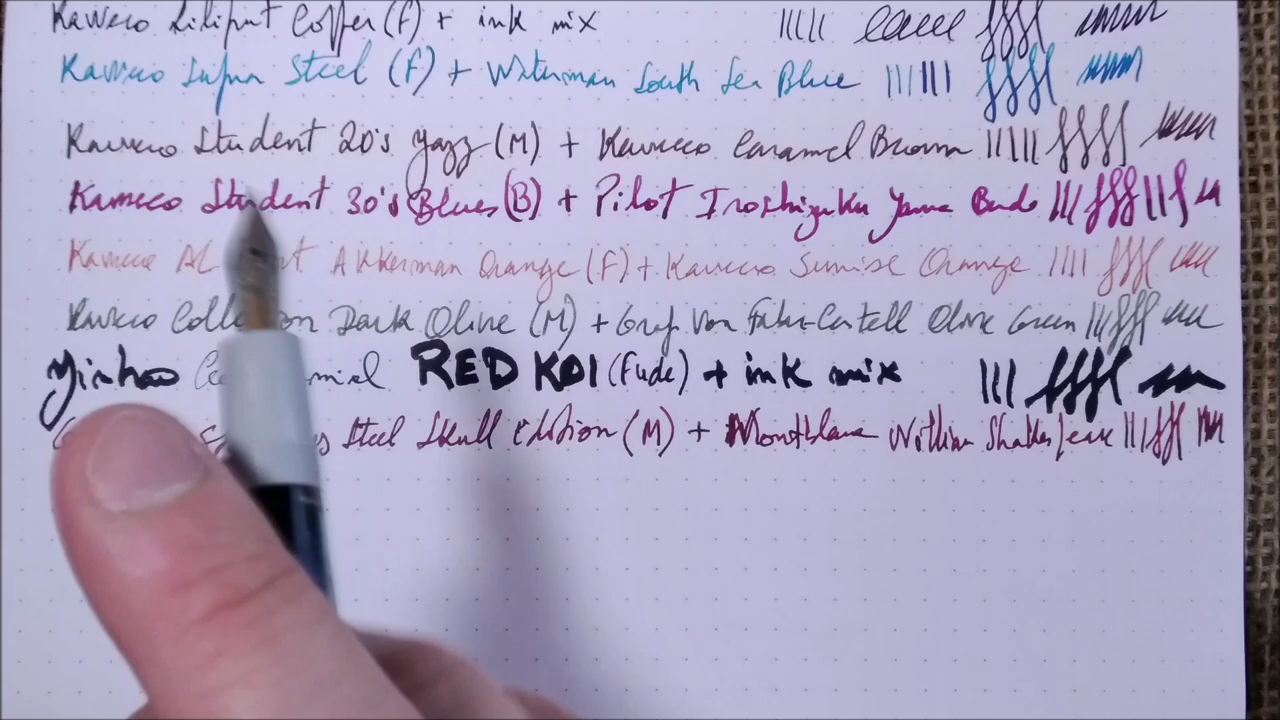 Kaweco Liliput Copper (F) + ink mix
Kaweco Supra Steel (F) + Waterman South Sea Blue
Kaweco Student 20's Jazz (M) + Kaweco Caramel Brown
Kaweco Student 30's Blues (B) + Pilot Iroshizuku Yama Budo
Kaweco AL Akkerman Orange (F) + Kaweco Sunrise Orange
Kaweco Collection Dark Olive (M) + Graf Von Faber-Castell Olive Green
Jinhao RED KOI (Fude) + ink mix
Steel Skull Edition (M) + Montblanc William Shakespeare